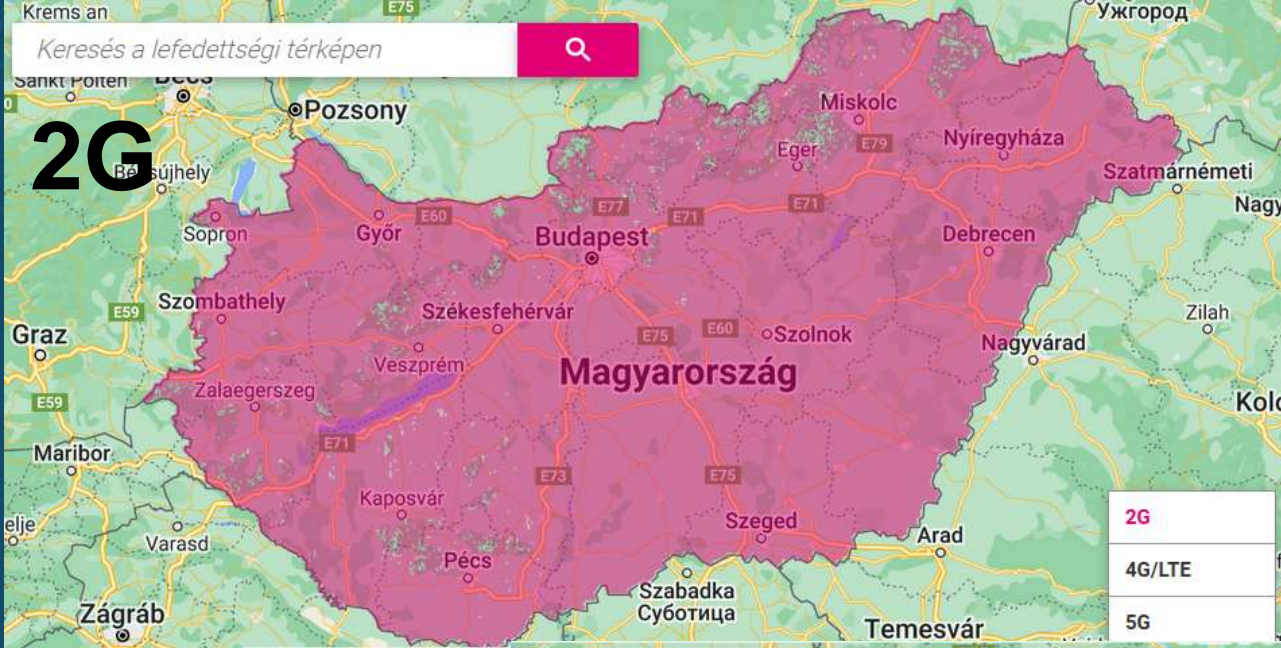 Krems an
E75
Ужгород
Keresés a lefedettségi térképen
Sankt Pölten
Bécs
Pozsony
2G
Miskolc
E79
Nyíregyháza
Eger
Szatmárnémeti
Nagy
E77
E71
E71
E60
Sopron
Győr
Budapest
Debrecen
Szombathely
Székesfehérvár
E59
Zilah
Graz
E75
E60
Szolnok
Nagyvárad
Veszprém
Magyarország
Zalaegerszeg
E59
Kolo
E71
Maribor
E73
E75
Kaposvár
2G
elje
Varasd
Szeged
Arad
Pécs
4G/LTE
Szabadka
Суботица
Zágráb
Temesvár
5G